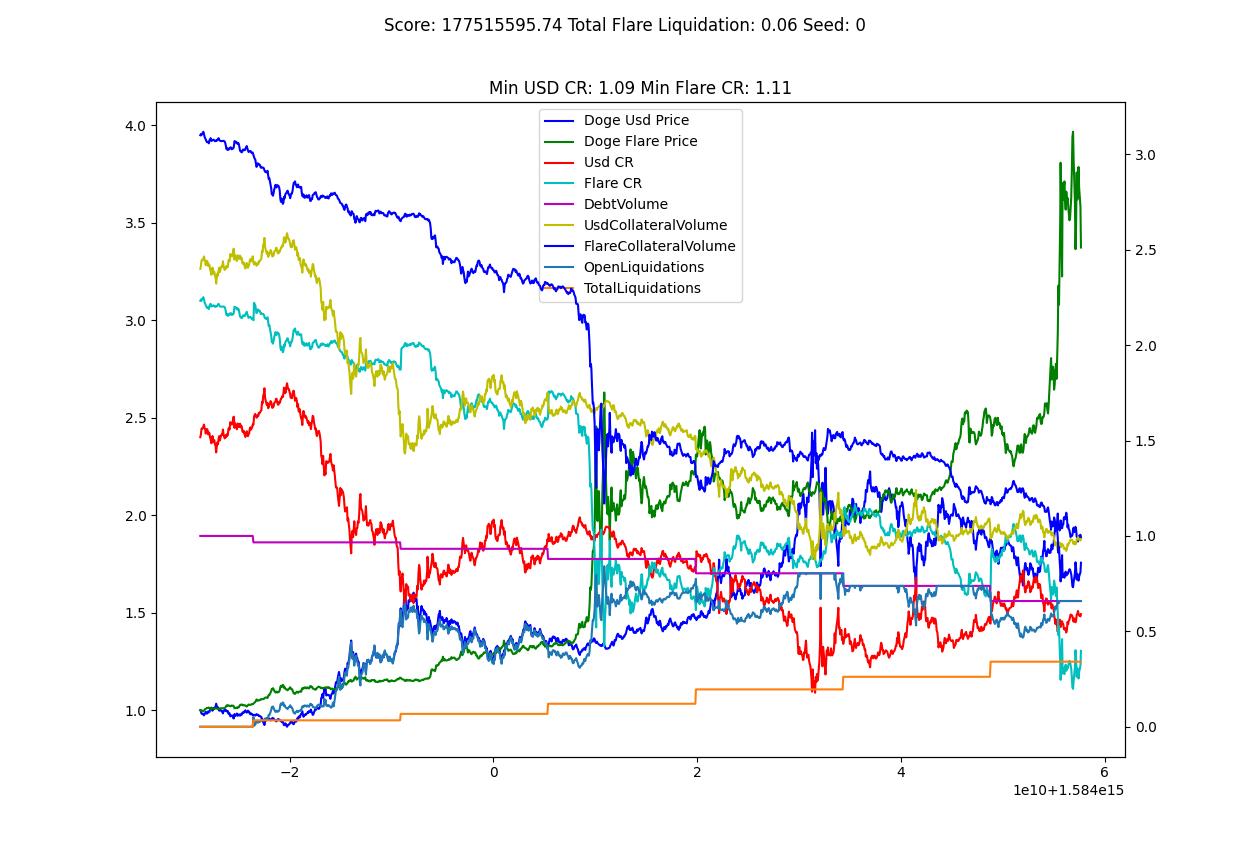 Score: 177515595.74 Total Flare Liquidation: 0.06 Seed: 0
Min USD CR: 1.09 Min Flare CR: 1.11
Doge Usd Price
Doge Flare Price
Usd CR
Flare CR
DebtVolume
UsdCollateralVolume
FlareCollateralVolume
OpenLiquidations
TotalLiquidations
4.0
3.5
3.0
2.5
2.0
1.5
1.0
3.0
2.5
2.0
1.5
1.0
0.5
0.0
−2 0 2 4 6
1e10+1.584e15